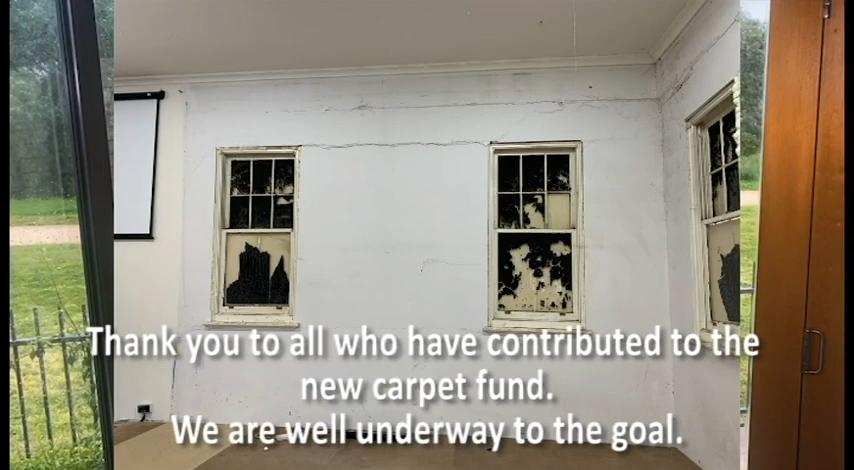 Thank you to all who have contributed to the
new carpet fund.
We are well underway to the goal.